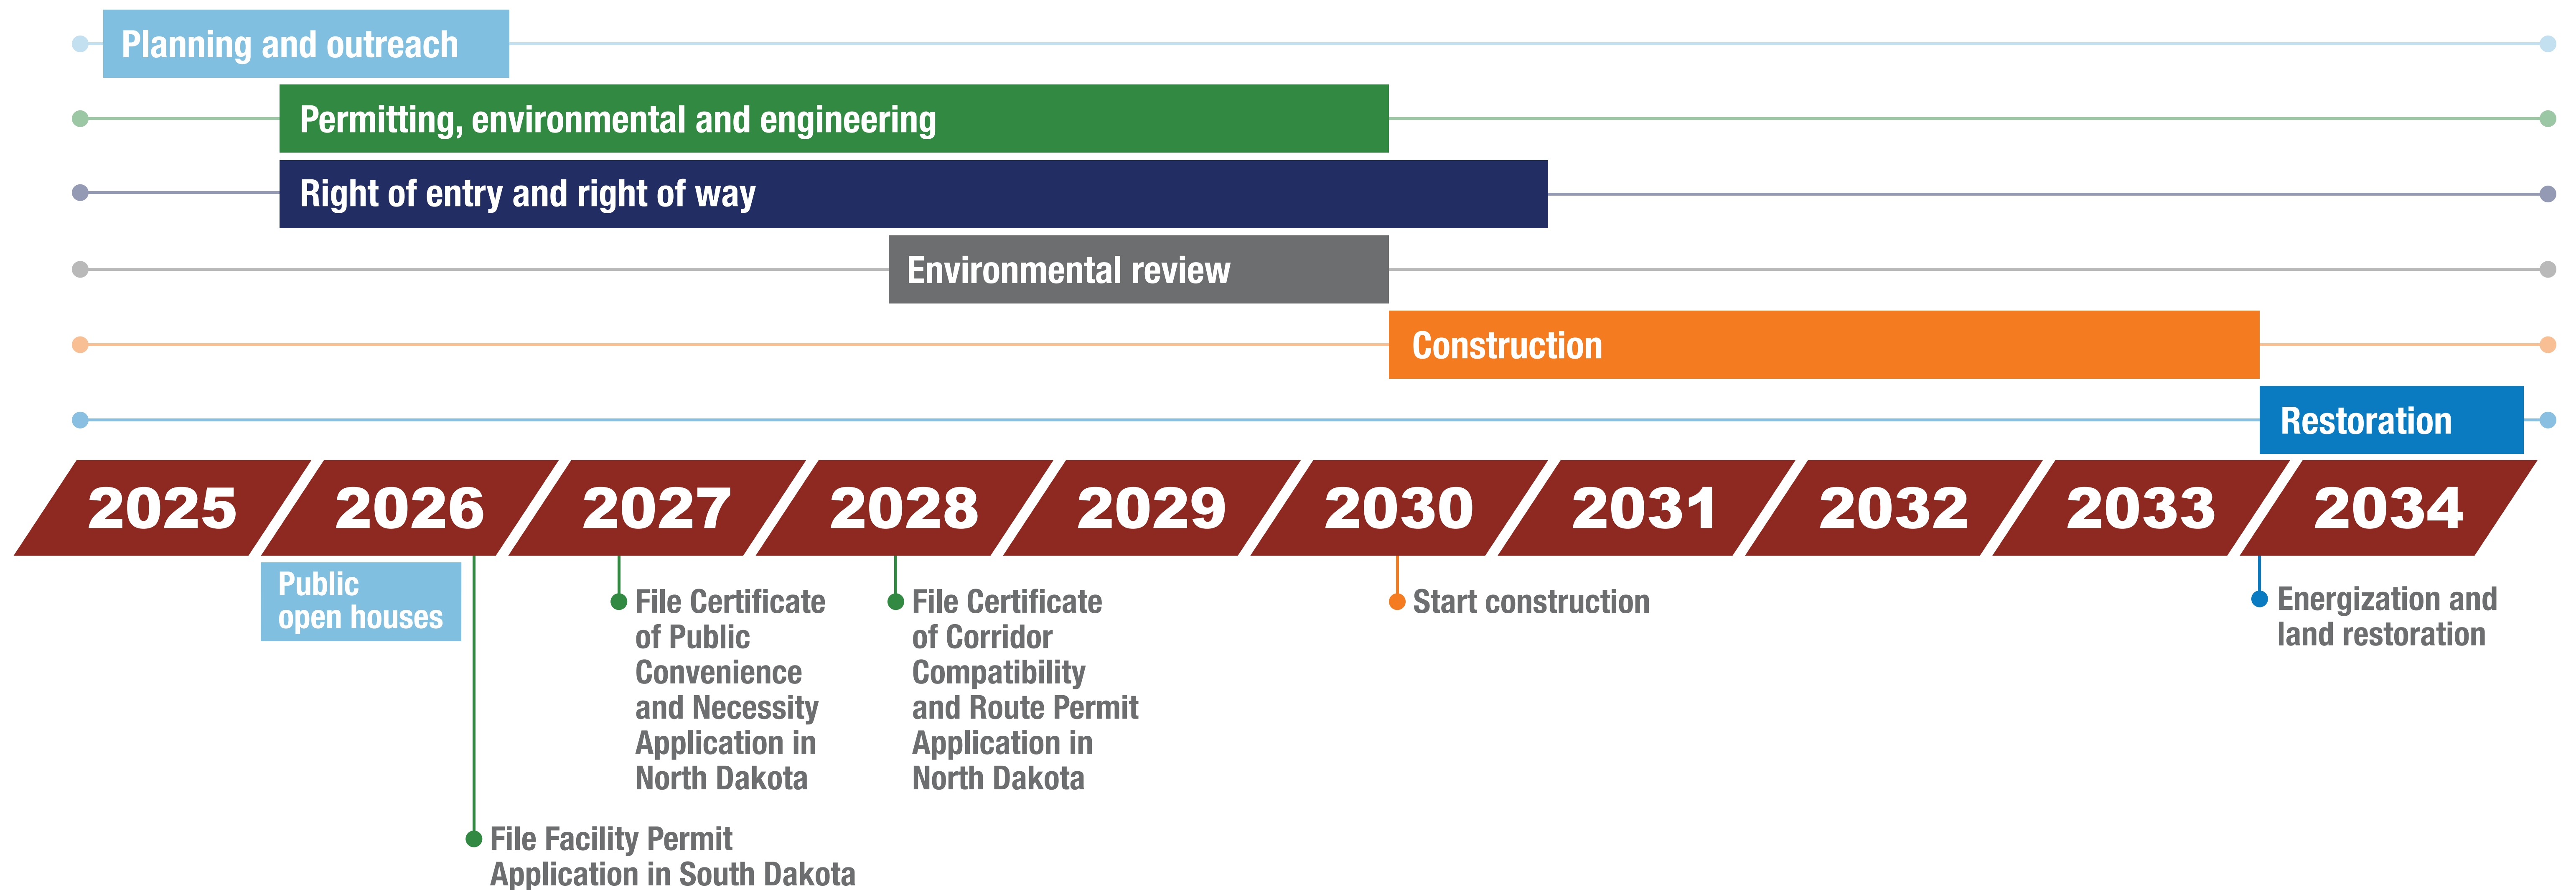 Planning and outreach
Permitting, environmental and engineering
Right of entry and right of way
Environmental review
Construction
Restoration
2025 2026 2027 2028 2029 2030 2031 2032 2033 2034
Public
open houses
File Certificate
of Public
Convenience
and Necessity
Application in
North Dakota
File Certificate
of Corridor
Compatibility
and Route Permit
Application in
North Dakota
Start construction
Energization and
land restoration
File Facility Permit
Application in South Dakota